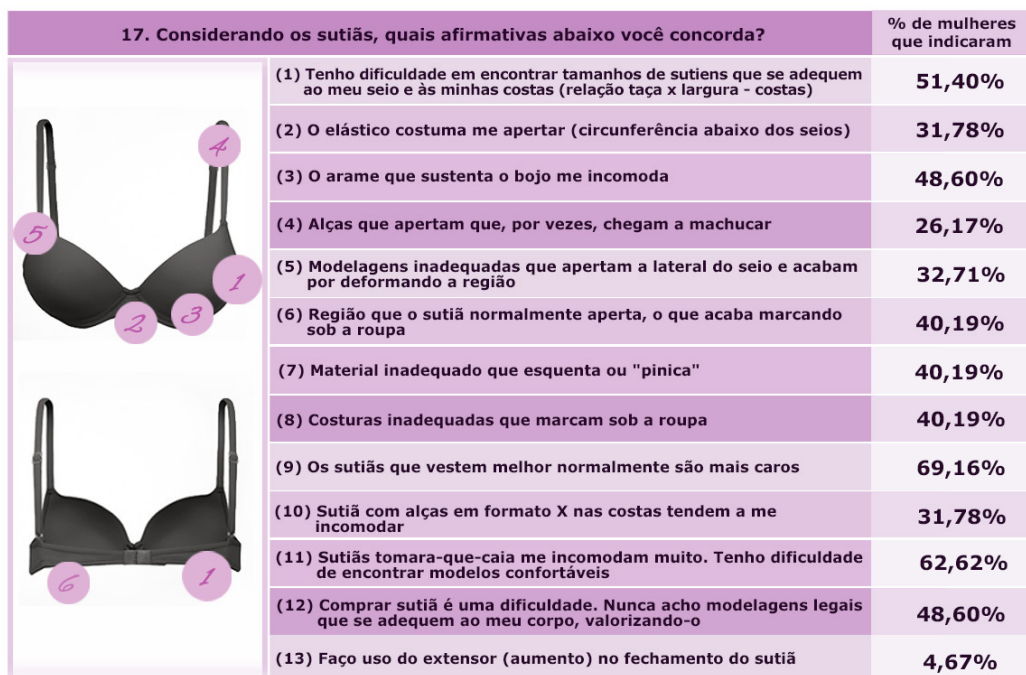 17. Considerando os sutiãs, quais afirmativas abaixo você concorda?
% de mulheres
que indicaram
(1) Tenho dificuldade em encontrar tamanhos de sutiens que se adequem
ao meu seio e às minhas costas (relação taça x largura - costas)
51,40%
(2) O elástico costuma me apertar (circunferência abaixo dos seios)
31,78%
(3) O arame que sustenta o bojo me incomoda
48,60%
(4) Alças que apertam que, por vezes, chegam a machucar
26,17%
(5) Modelagens inadequadas que apertam a lateral do seio e acabam
por deformando a região
32,71%
(6) Região que o sutiã normalmente aperta, o que acaba marcando
sob a roupa
40,19%
(7) Material inadequado que esquenta ou "pinica"
40,19%
(8) Costuras inadequadas que marcam sob a roupa
40,19%
(9) Os sutiãs que vestem melhor normalmente são mais caros
69,16%
(10) Sutiã com alças em formato X nas costas tendem a me
incomodar
31,78%
(11) Sutiãs tomara-que-caia me incomodam muito. Tenho dificuldade
de encontrar modelos confortáveis
62,62%
(12) Comprar sutiã é uma dificuldade. Nunca acho modelagens legais
que se adequem ao meu corpo, valorizando-o
48,60%
(13) Faço uso do extensor (aumento) no fechamento do sutiã
4,67%
4
5
1
2
3
6
1